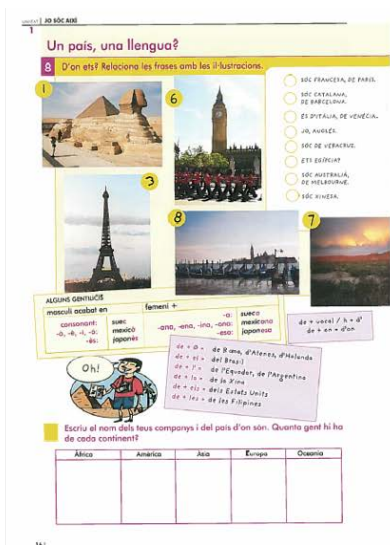 UNITAT | JO SÓC AIXÍ
1
Un país, una llengua?
8 D'on ets? Relaciona les frases amb les il·lustracions.
1
6
3
8
7
SÓC FRANCESA, DE PARÍS.
SÓC CATALANA,
DE BARCELONA.
ÉS D'ITÀLIA, DE VENÈCIA.
JO, ANGLÈS.
SÓC DE VERACRUZ.
ETS EGÍPCIA?
SÓC AUSTRALIÀ,
DE MELBOURNE.
SÓC XINESA.
ALGUNS GENTILICIS
masculí acabat en
femení +
consonant: suec
-a: sueca
-à, -è, -í, -ó: mexicà
-ana, -ena, -ina, -ona: mexicana
-ès: japonès
-esa: japonesa
de + vocal / h = d'
de + on = d'on
de + Ø = de Roma, d'Atenes, d'Holanda
de + el = del Brasil
de + l' = de l'Equador, de l'Argentina
de + la = de la Xina
de + els = dels Estats Units
de + les = de les Filipines
Oh!
Escriu el nom dels teus companys i del país d'on són. Quanta gent hi ha
de cada continent?
Àfrica
Amèrica
Àsia
Europa
Oceania